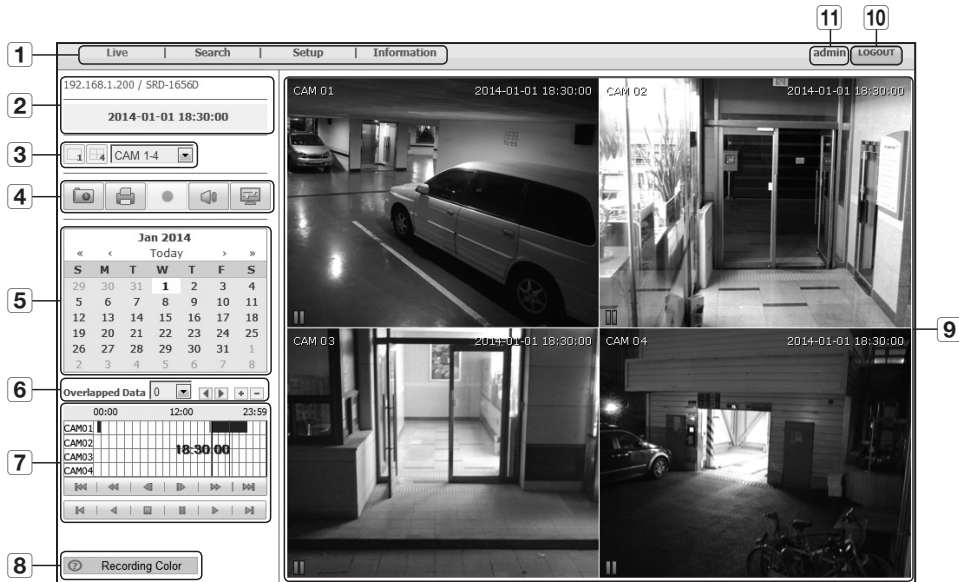 11 10
1 Live | Search | Setup | Information admin LOGOUT
2 192.168.1.200 / SRD-1656D
2014-01-01 18:30:00
3 1 4 CAM 1-4
4
5 Jan 2014
« ‹ Today › »
S M T W T F S
29 30 31 1 2 3 4
5 6 7 8 9 10 11
12 13 14 15 16 17 18
19 20 21 22 23 24 25
26 27 28 29 30 31 1
2 3 4 5 6 7 8
6 Overlapped Data 0 + -
7 00:00 12:00 23:59
CAM01
CAM02
18:30:00
CAM03
CAM04
8 ? Recording Color
CAM 01 2014-01-01 18:30:00
CAM 02 2014-01-01 18:30:00
CAM 03 2014-01-01 18:30:00
CAM 04 2014-01-01 18:30:00
9